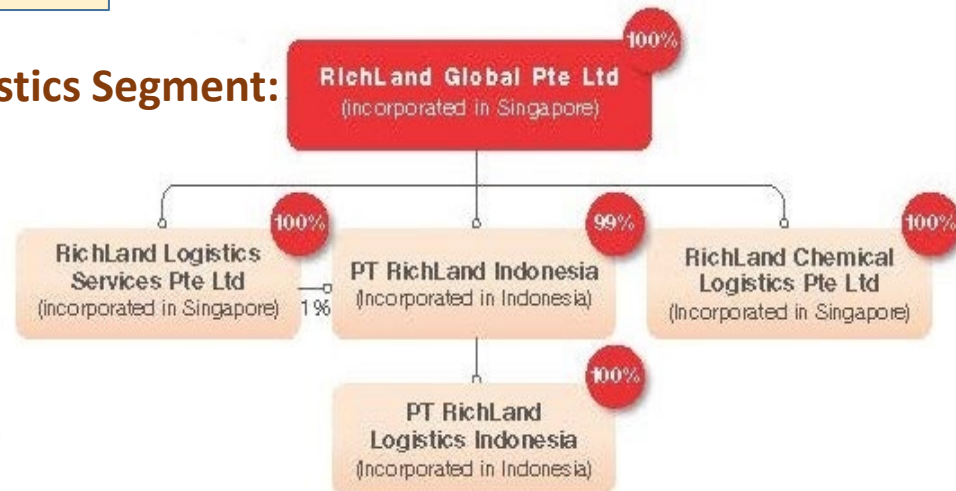 100%
RichLand Global Pte Ltd
(incorporated in Singapore)
stics Segment:
100%
99%
100%
RichLand Logistics
Services Pte Ltd
(incorporated in Singapore)
1%
PT RichLand Indonesia
(Incorporated in Indonesia)
RichLand Chemical
Logistics Pte Ltd
(Incorporated in Singapore)
100%
PT RichLand
Logistics Indonesia
(Incorporated in Indonesia)